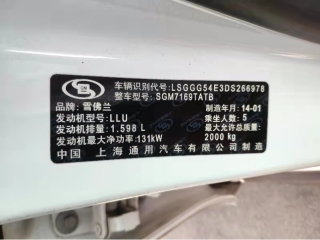 车辆识别代号: LSGGG54E3DS266978
整车型号: SGM7169TATB
品牌: 雪佛兰 制造年月: 14-01
发动机型号: LLU 乘坐人数: 5
发动机排量: 1.598 L 最大允许总质量:
发动机最大净功率: 131kW 2000 kg
中国 上海通用汽车有限公司制造